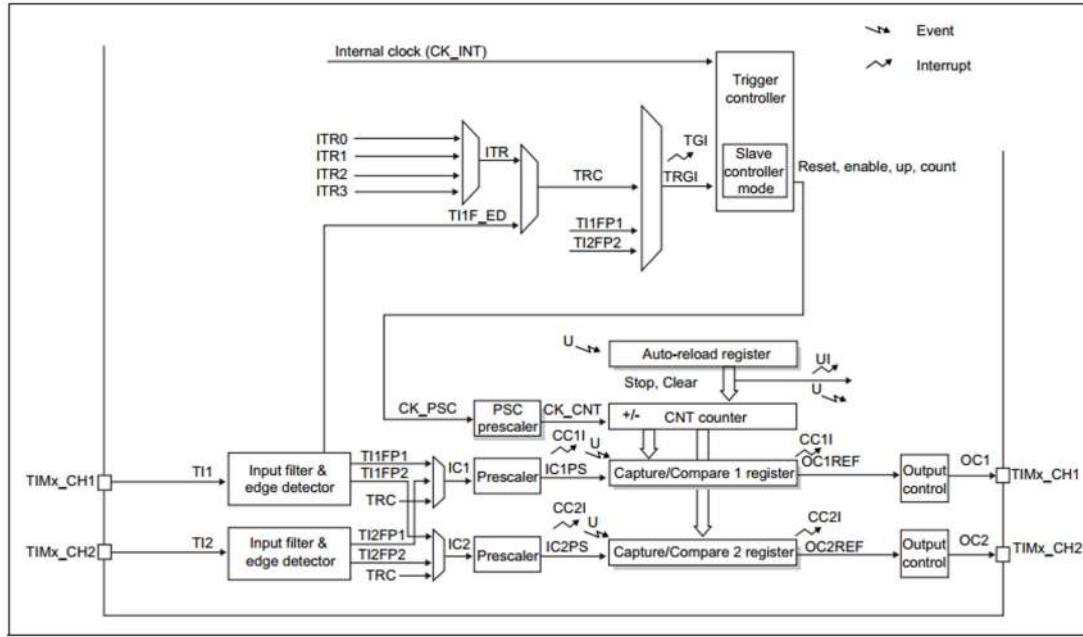 Event
Internal clock (CK_INT)
Interrupt
Trigger
controller
ITR0
ITR1
ITR2
ITR3
ITR
TI1F_ED
TRC
TI1FP1
TI2FP2
TGI
TRGI
Slave
controller
mode
Reset, enable, up, count
U
Auto-reload register
Stop, Clear
UI
U
CK_PSC
PSC
prescaler
CK_CNT
+/-
CNT counter
TIMx_CH1
TI1
Input filter &
edge detector
TI1FP1
TI1FP2
TRC
IC1
Prescaler
CC1I
U
IC1PS
Capture/Compare 1 register
CC1I
OC1REF
Output
control
OC1
TIMx_CH1
TIMx_CH2
TI2
Input filter &
edge detector
TI2FP1
TI2FP2
TRC
IC2
Prescaler
CC2I
U
IC2PS
Capture/Compare 2 register
CC2I
OC2REF
Output
control
OC2
TIMx_CH2